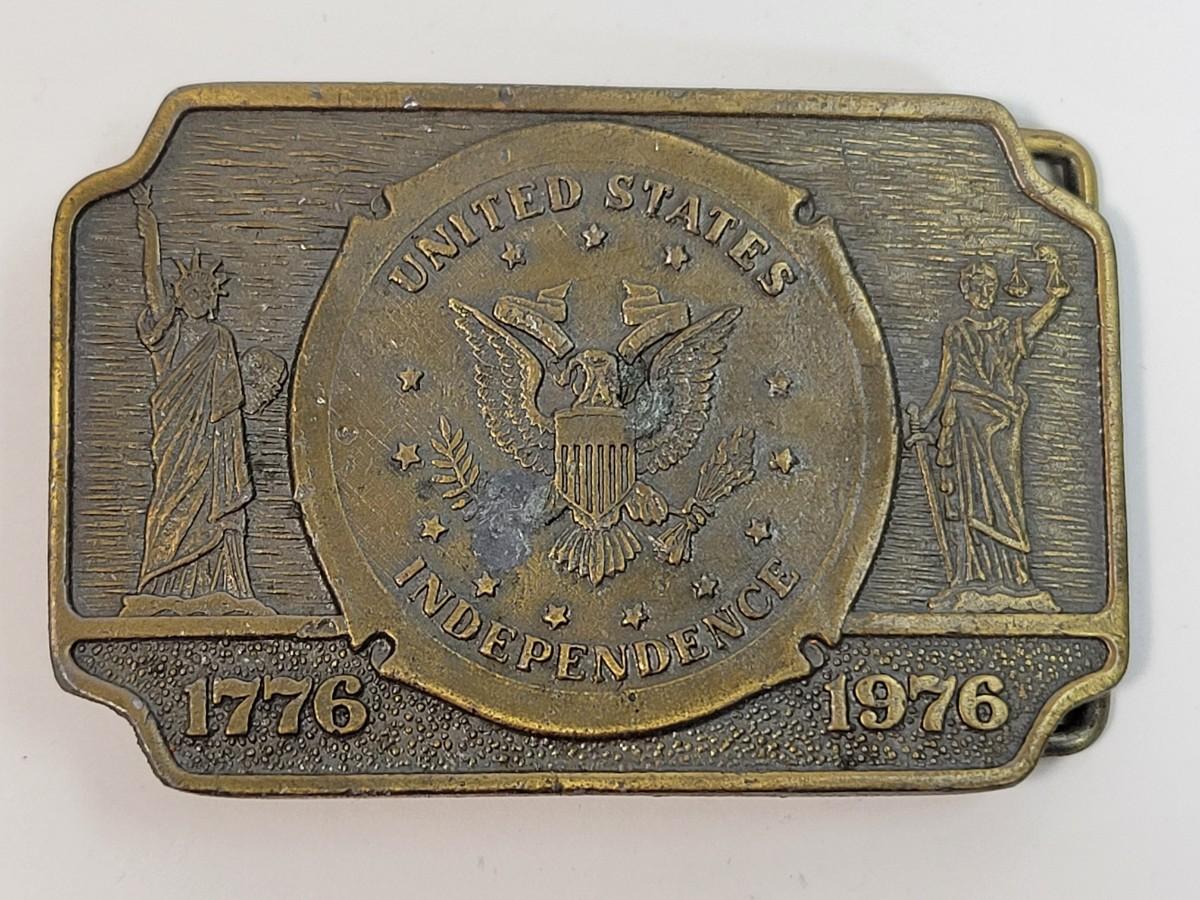 UNITED STATES
INDEPENDENCE
1776
1976